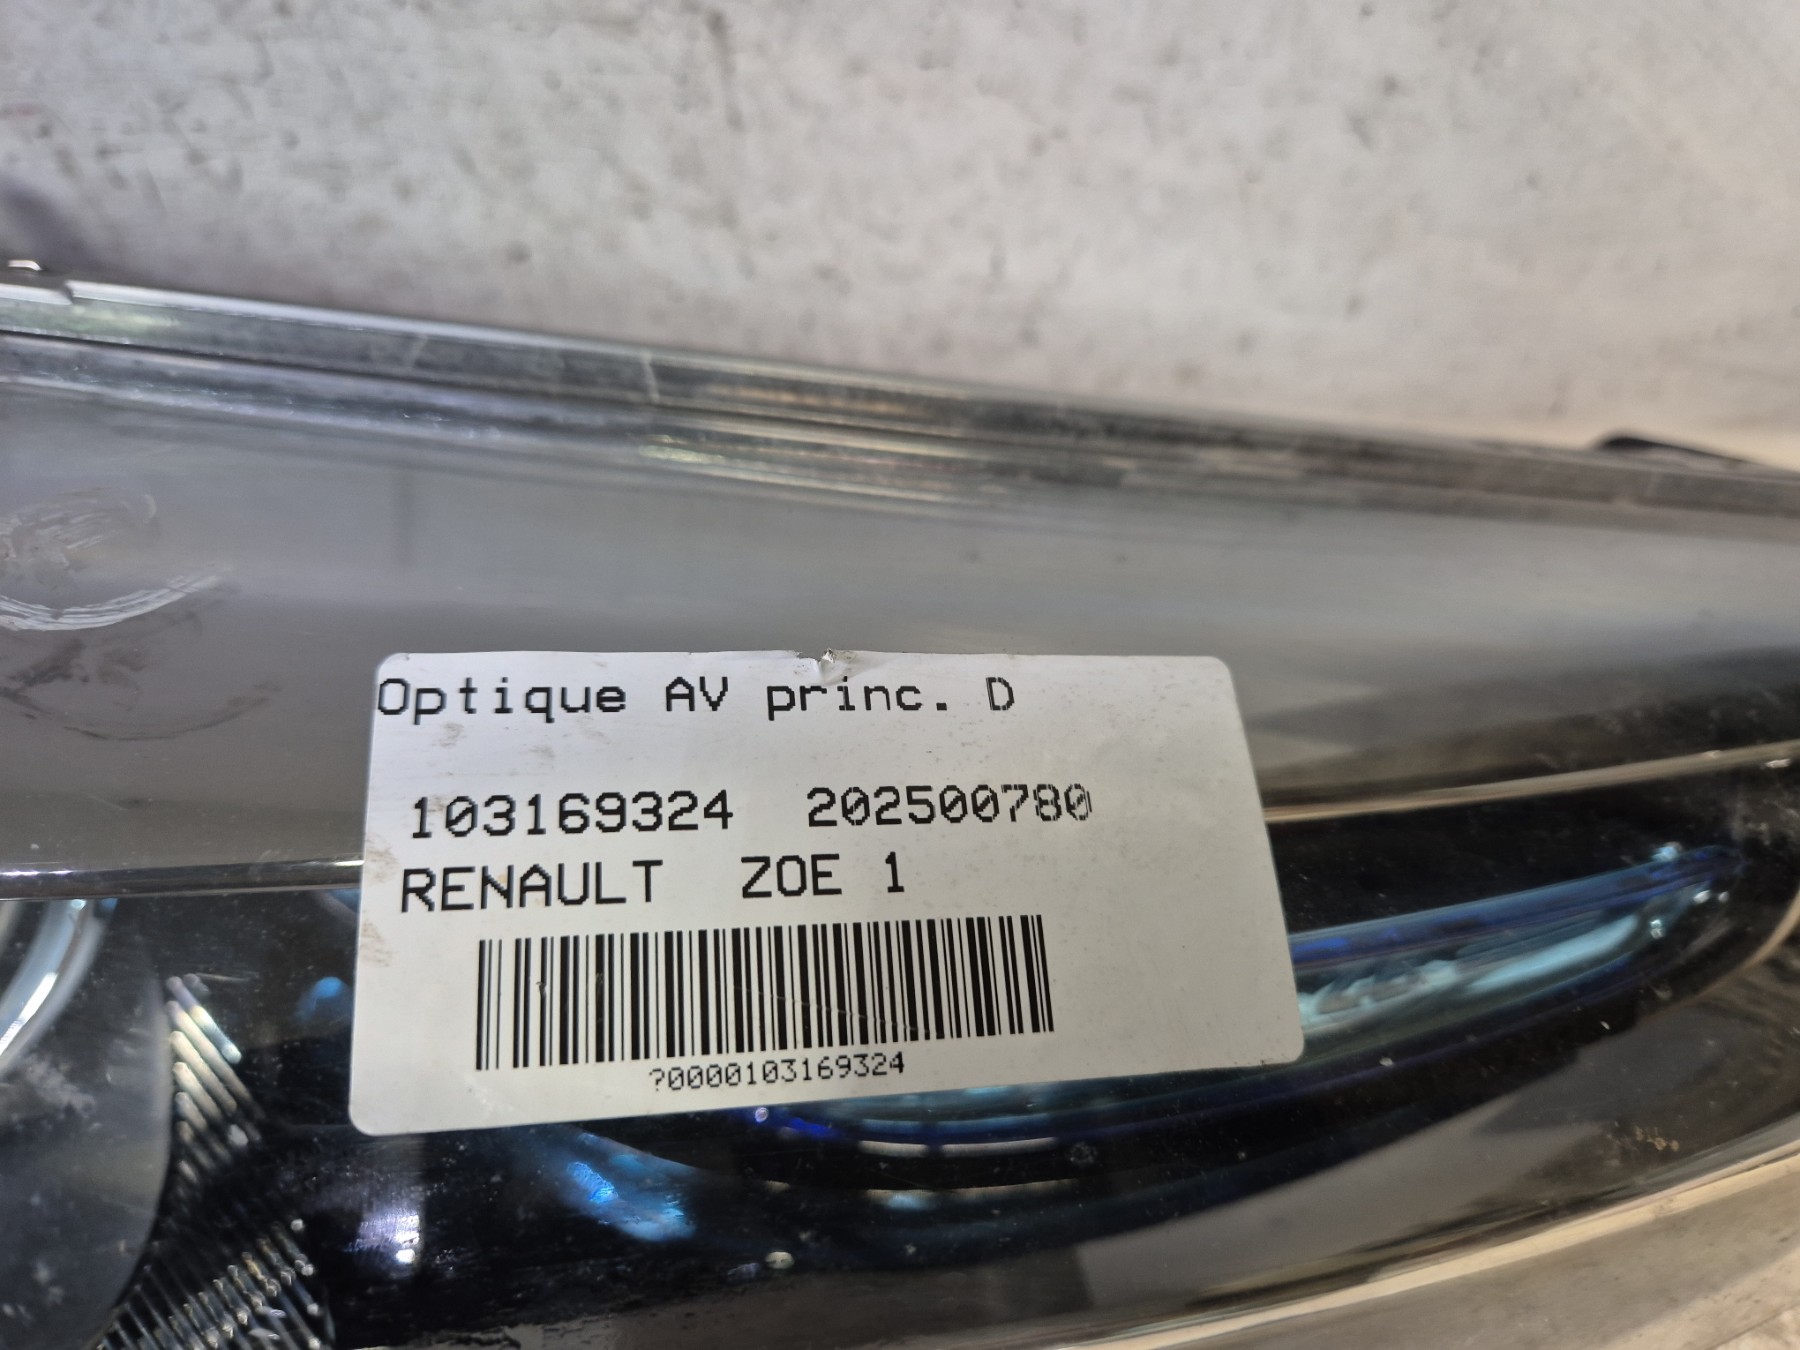 Optique AV princ. D
103169324 202500780
RENAULT ZOE 1
?0000103169324